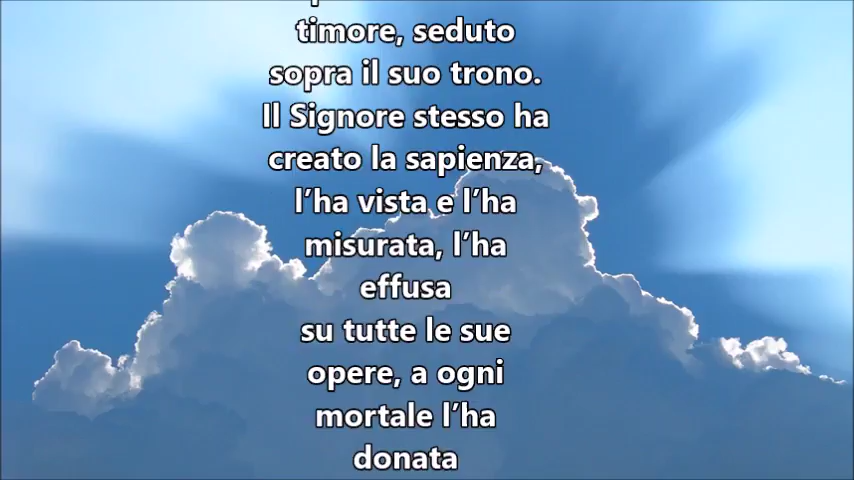 timore, seduto
sopra il suo trono.
Il Signore stesso ha
creato la sapienza,
l’ha vista e l’ha
misurata, l’ha
effusa
su tutte le sue
opere, a ogni
mortale l’ha
donata